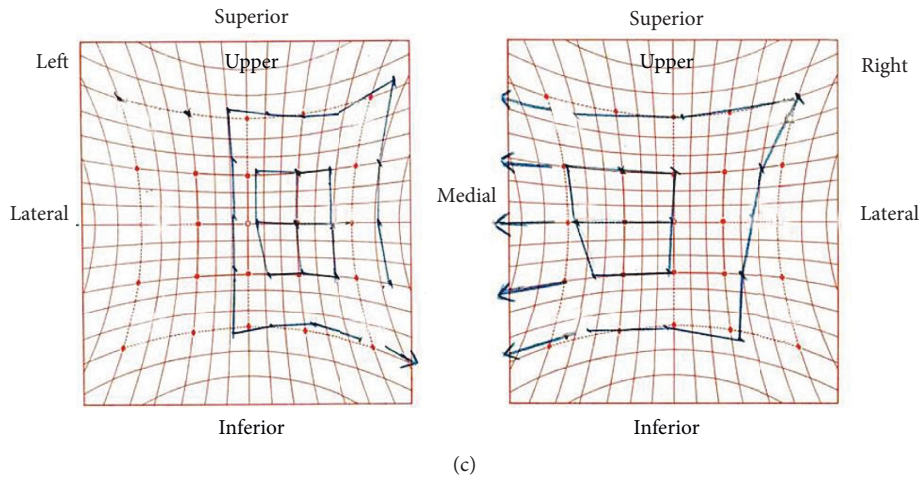 Superior
Left
Upper
Lateral
Inferior
Superior
Upper
Right
Medial
Lateral
Inferior
(c)